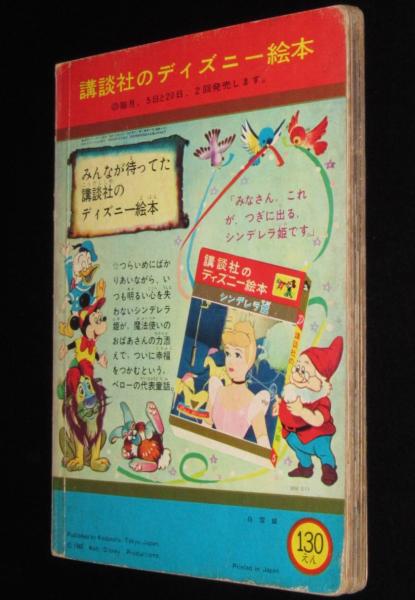 講談社のディズニー絵本
◎毎月、5日と20日、2回発売します。
みんなが待ってた
講談社の
ディズニー絵本
「みなさん、これ
が、つぎに出る、
シンデレラ姫です」
☆つらいめにばか
りあいながら、い
つも明るい心を失
わないシンデレラ
姫が、魔法使いの
おばあさんの力添
えで、ついに幸福
をつかむという、
ペローの代表童話。
講談社の
ディズニー絵本
シンデレラ姫
5
白雪姫
130
えん
Published by Kodansha, Tokyo, Japan.
Walt Disney Productions
Printed in Japan